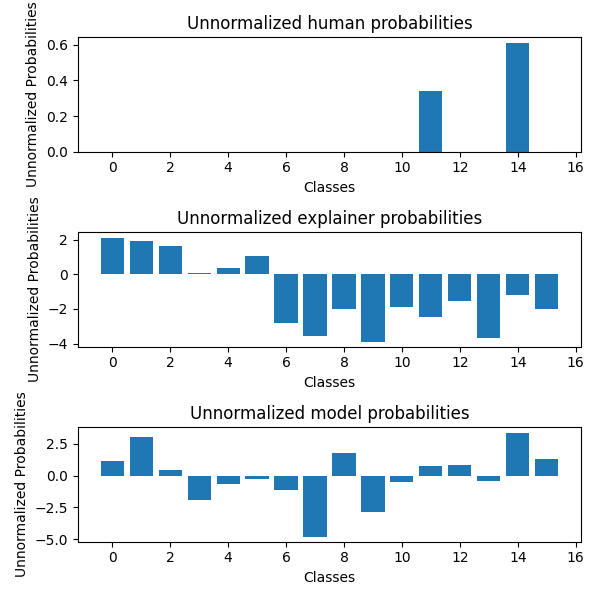 Unnormalized human probabilities
Unnormalized Probabilities
0.6
0.4
0.2
0.0
0 2 4 6 8 10 12 14 16
Classes
Unnormalized explainer probabilities
Unnormalized Probabilities
2
0
−2
−4
0 2 4 6 8 10 12 14 16
Classes
Unnormalized model probabilities
Unnormalized Probabilities
2.5
0.0
−2.5
−5.0
0 2 4 6 8 10 12 14 16
Classes